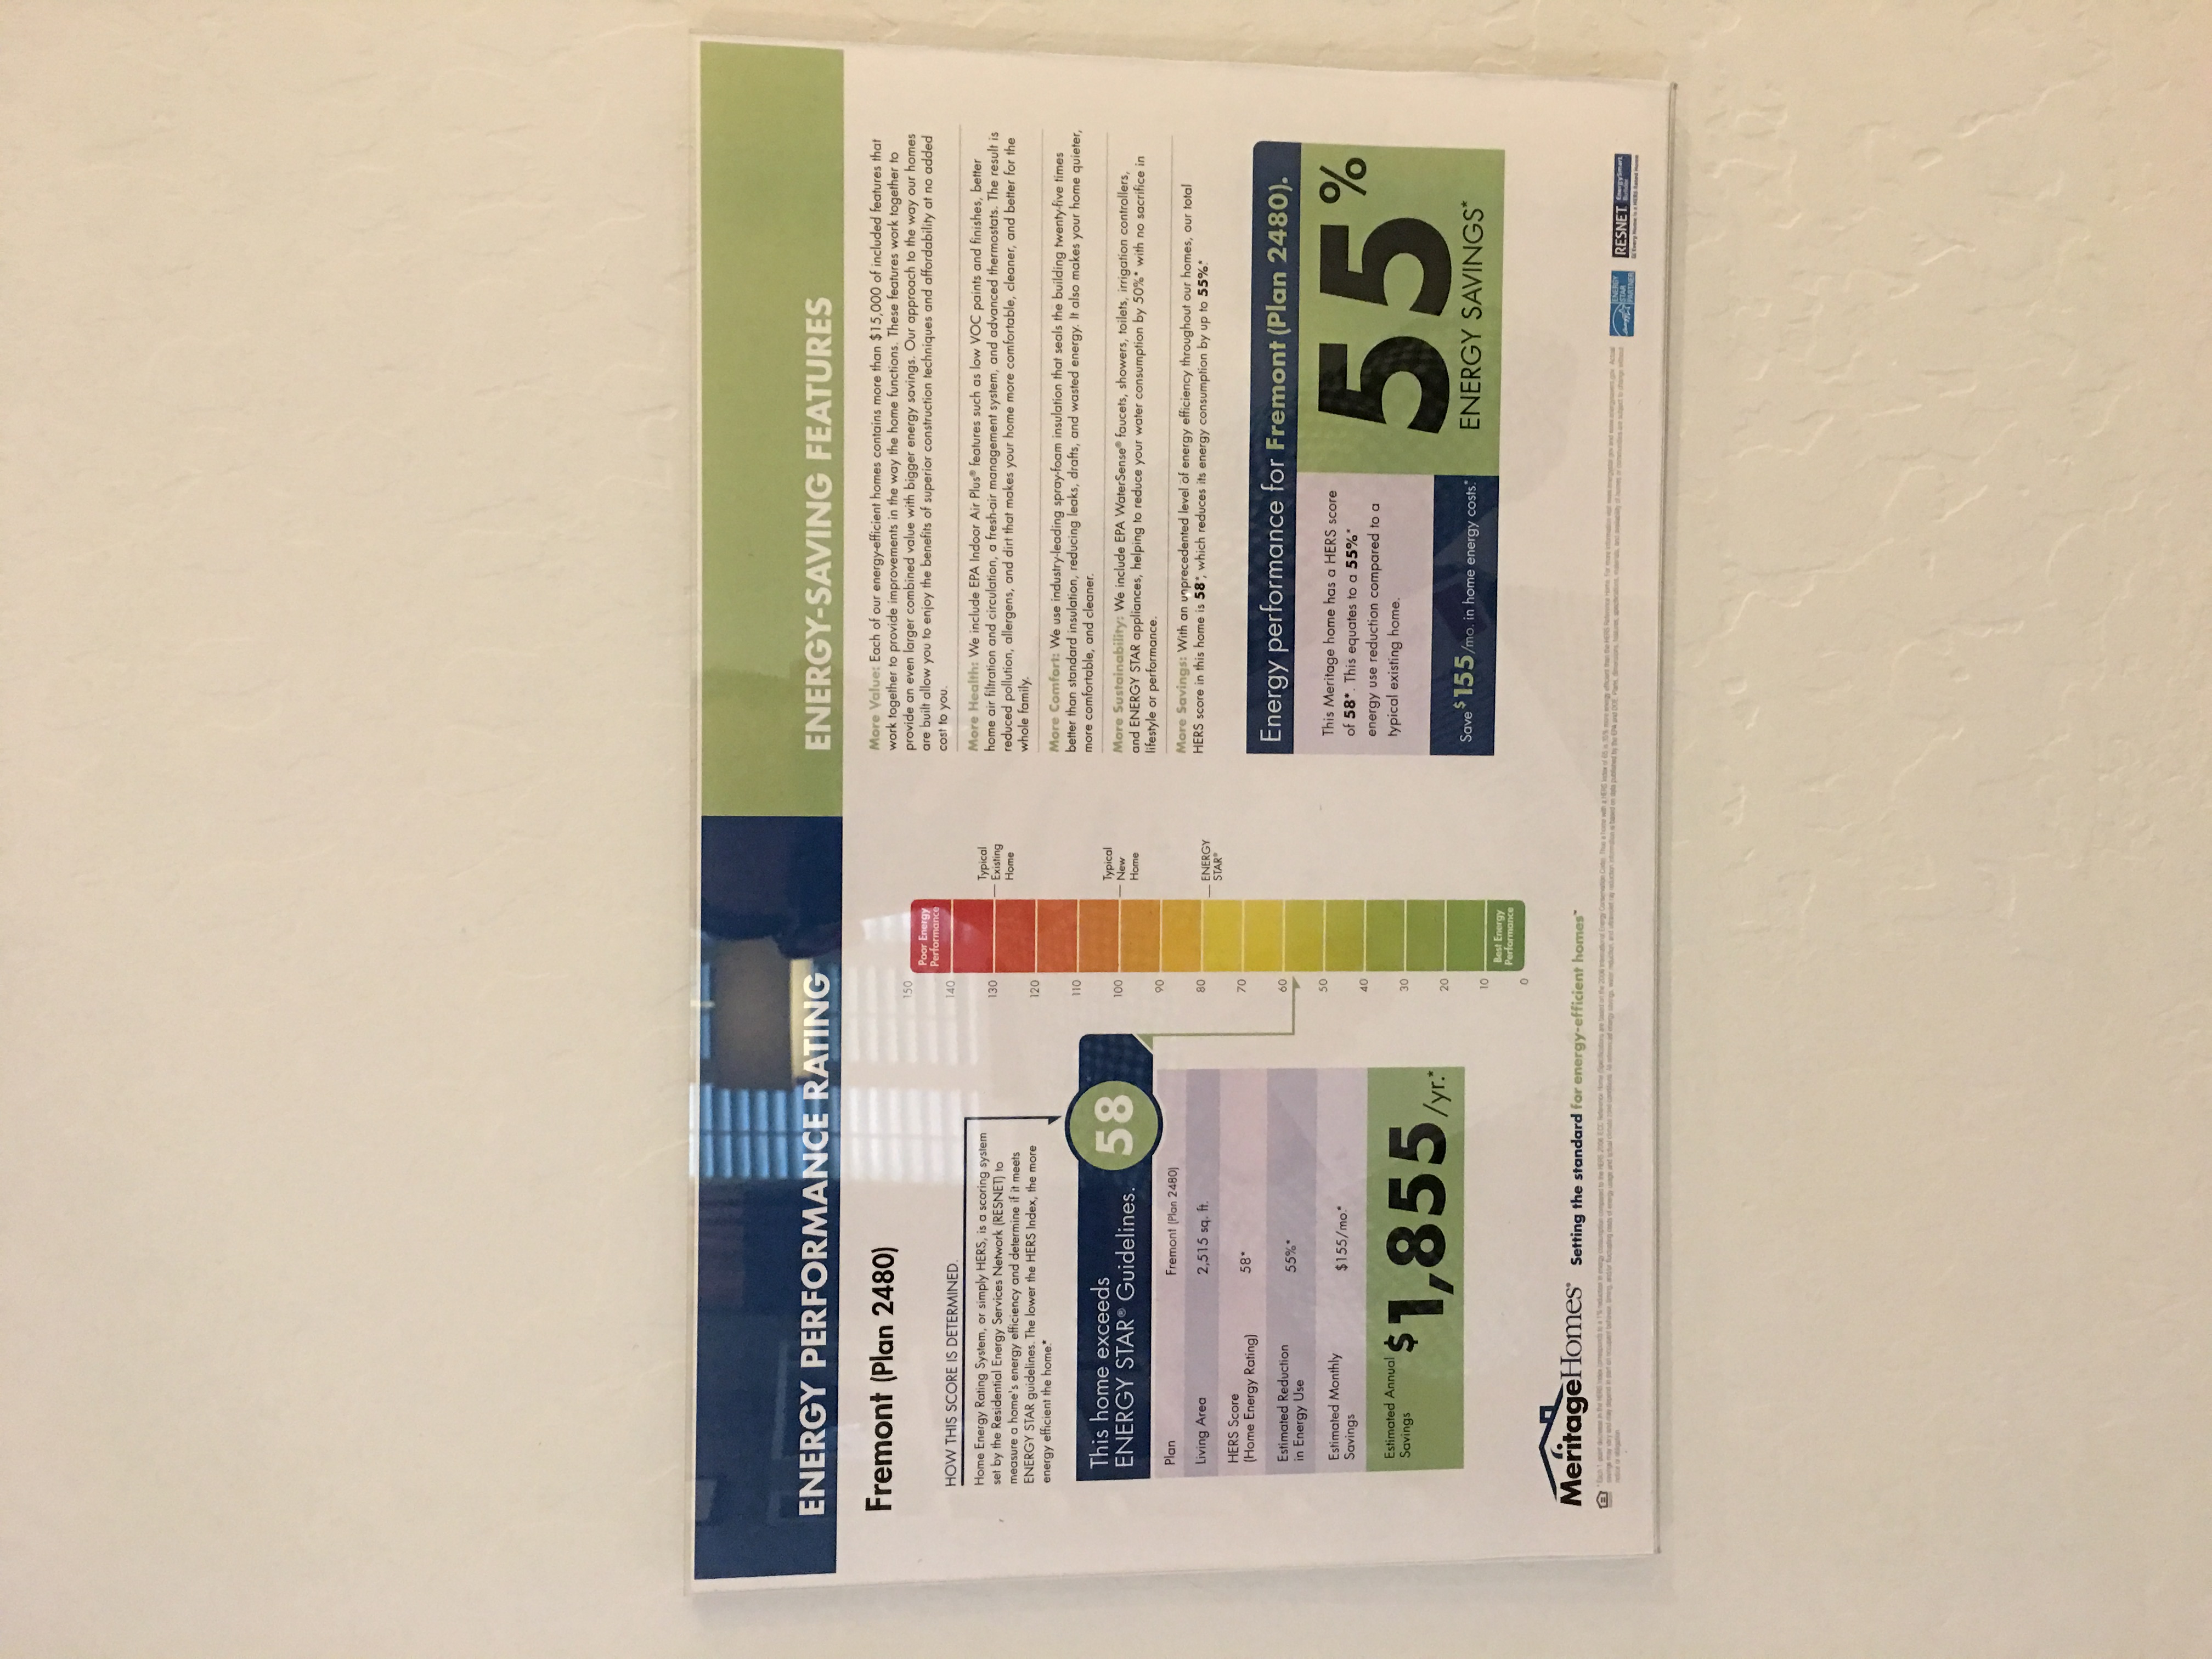 ENERGY PERFORMANCE RATING
Fremont (Plan 2480)
HOW THIS SCORE IS DETERMINED.
Home Energy Rating System, or simply HERS, is a scoring system
set by the Residential Energy Services Network (RESNET) to
measure a home's energy efficiency and determine if it meets
ENERGY STAR guidelines. The lower the HERS Index, the more
energy efficient the home.*
This home exceeds
ENERGY STAR® Guidelines.
58
Plan Fremont (Plan 2480)
Living Area 2,515 sq. ft.
HERS Score
(Home Energy Rating) 58*
Estimated Reduction
in Energy Use 55%*
Estimated Monthly
Savings $155/mo.*
Estimated Annual
Savings
$1,855/yr.*
150
Poor Energy
Performance
140
130
Typical
Existing
Home
120
110
100
Typical
New
Home
90
80
ENERGY
STAR®
70
60
50
40
30
20
10
Best Energy
Performance
0
ENERGY-SAVING FEATURES
More Value: Each of our energy-efficient homes contains more than $15,000 of included features that
work together to provide improvements in the way the home functions. These features work together to
provide an even larger combined value with bigger energy savings. Our approach to the way our homes
are built allow you to enjoy the benefits of superior construction techniques and affordability at no added
cost to you.
More Health: We include EPA Indoor Air Plus® features such as low VOC paints and finishes, better
home air filtration and circulation, a fresh-air management system, and advanced thermostats. The result is
reduced pollution, allergens, and dirt that makes your home more comfortable, cleaner, and better for the
whole family.
More Comfort: We use industry-leading spray-foam insulation that seals the building twenty-five times
better than standard insulation, reducing leaks, drafts, and wasted energy. It also makes your home quieter,
more comfortable, and cleaner.
More Sustainability: We include EPA WaterSense® faucets, showers, toilets, irrigation controllers,
and ENERGY STAR appliances, helping to reduce your water consumption by 50%* with no sacrifice in
lifestyle or performance.
More Savings: With an unprecedented level of energy efficiency throughout our homes, our total
HERS score in this home is 58*, which reduces its energy consumption by up to 55%.*
Energy performance for Fremont (Plan 2480).
This Meritage home has a HERS score
of 58*. This equates to a 55%*
energy use reduction compared to a
typical existing home.
Save $155/mo. in home energy costs.*
55%
ENERGY SAVINGS*
MeritageHomes®
Setting the standard for energy-efficient homes™
ENERGY
STAR
PARTNER
RESNET EnergySmart
Builder
Every Home is a HERS Rated Home